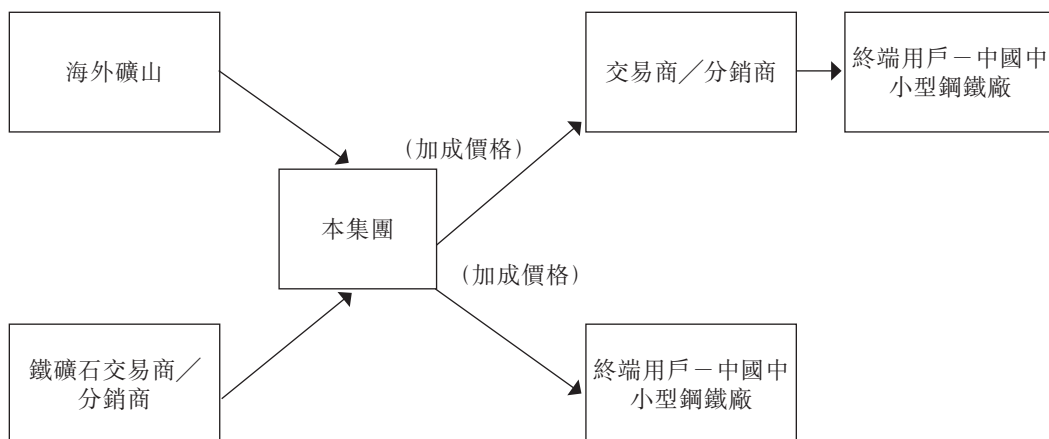 海外礦山
交易商／分銷商
終端用戶－中國中
小型鋼鐵廠
(加成價格)
本集團
(加成價格)
鐵礦石交易商／
分銷商
終端用戶－中國中
小型鋼鐵廠